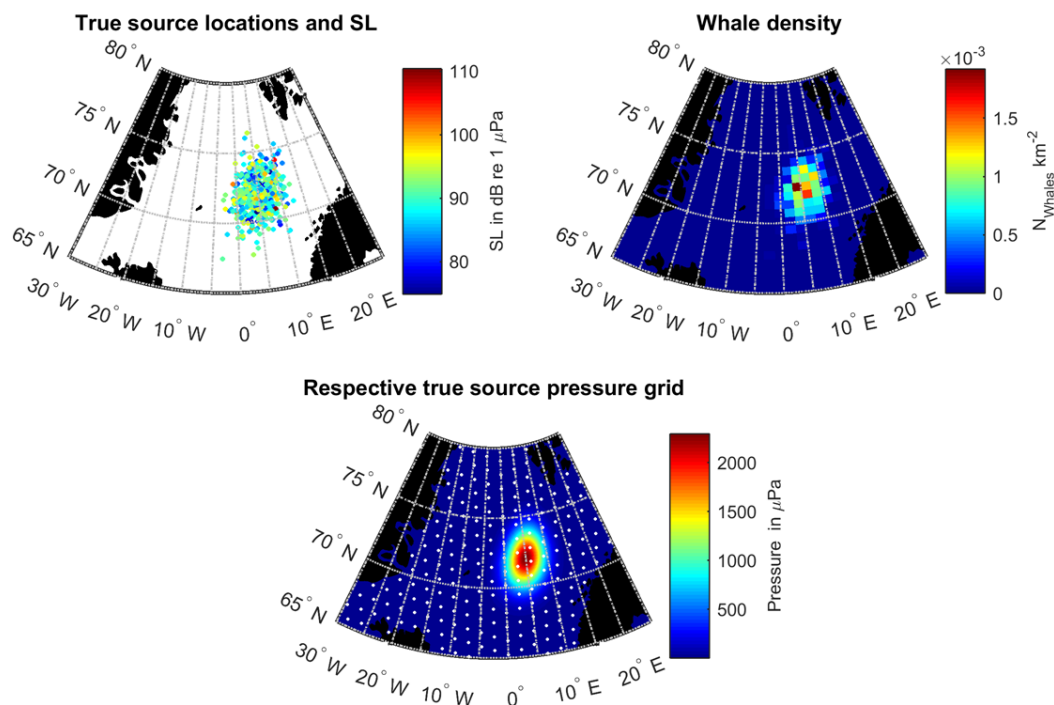 True source locations and SL
80° N
75° N
70° N
65° N
30° W
20° W
10° W
0°
10° E
20° E
110
100
90
80
SL in dB re 1 μPa
Whale density
80° N
75° N
70° N
65° N
30° W
20° W
10° W
0°
10° E
20° E
×10⁻³
1.5
1
0.5
0
N_Whales km⁻²
Respective true source pressure grid
80° N
75° N
70° N
65° N
30° W
20° W
10° W
0°
10° E
20° E
2000
1500
1000
500
Pressure in μPa